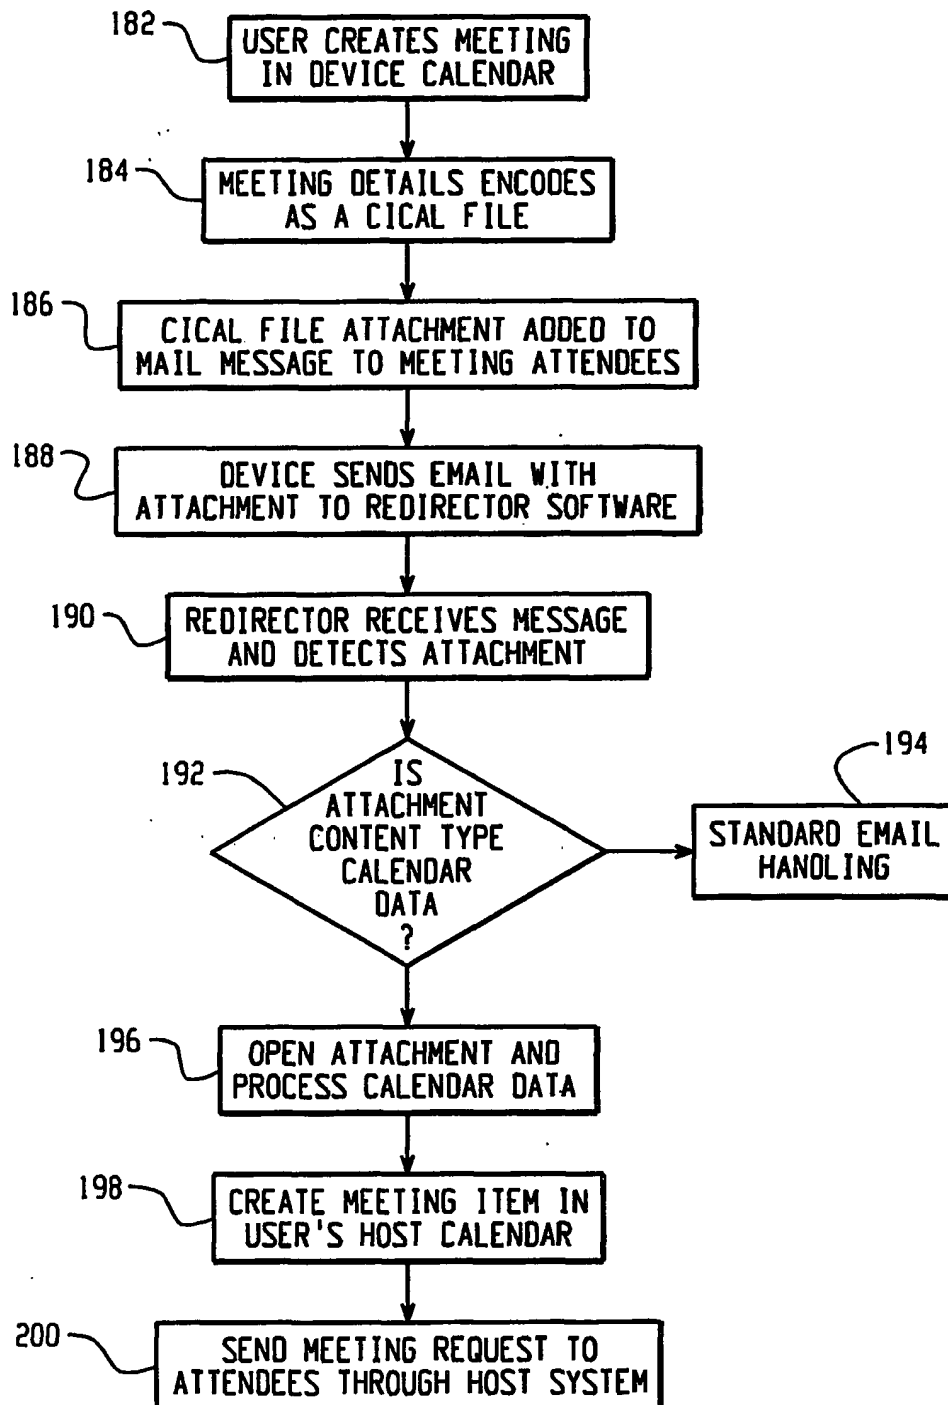 182
USER CREATES MEETING
IN DEVICE CALENDAR
184
MEETING DETAILS ENCODES
AS A CICAL FILE
186
CICAL FILE ATTACHMENT ADDED TO
MAIL MESSAGE TO MEETING ATTENDEES
188
DEVICE SENDS EMAIL WITH
ATTACHMENT TO REDIRECTOR SOFTWARE
190
REDIRECTOR RECEIVES MESSAGE
AND DETECTS ATTACHMENT
192
IS
ATTACHMENT
CONTENT TYPE
CALENDAR
DATA
?
194
STANDARD EMAIL
HANDLING
196
OPEN ATTACHMENT AND
PROCESS CALENDAR DATA
198
CREATE MEETING ITEM IN
USER'S HOST CALENDAR
200
SEND MEETING REQUEST TO
ATTENDEES THROUGH HOST SYSTEM